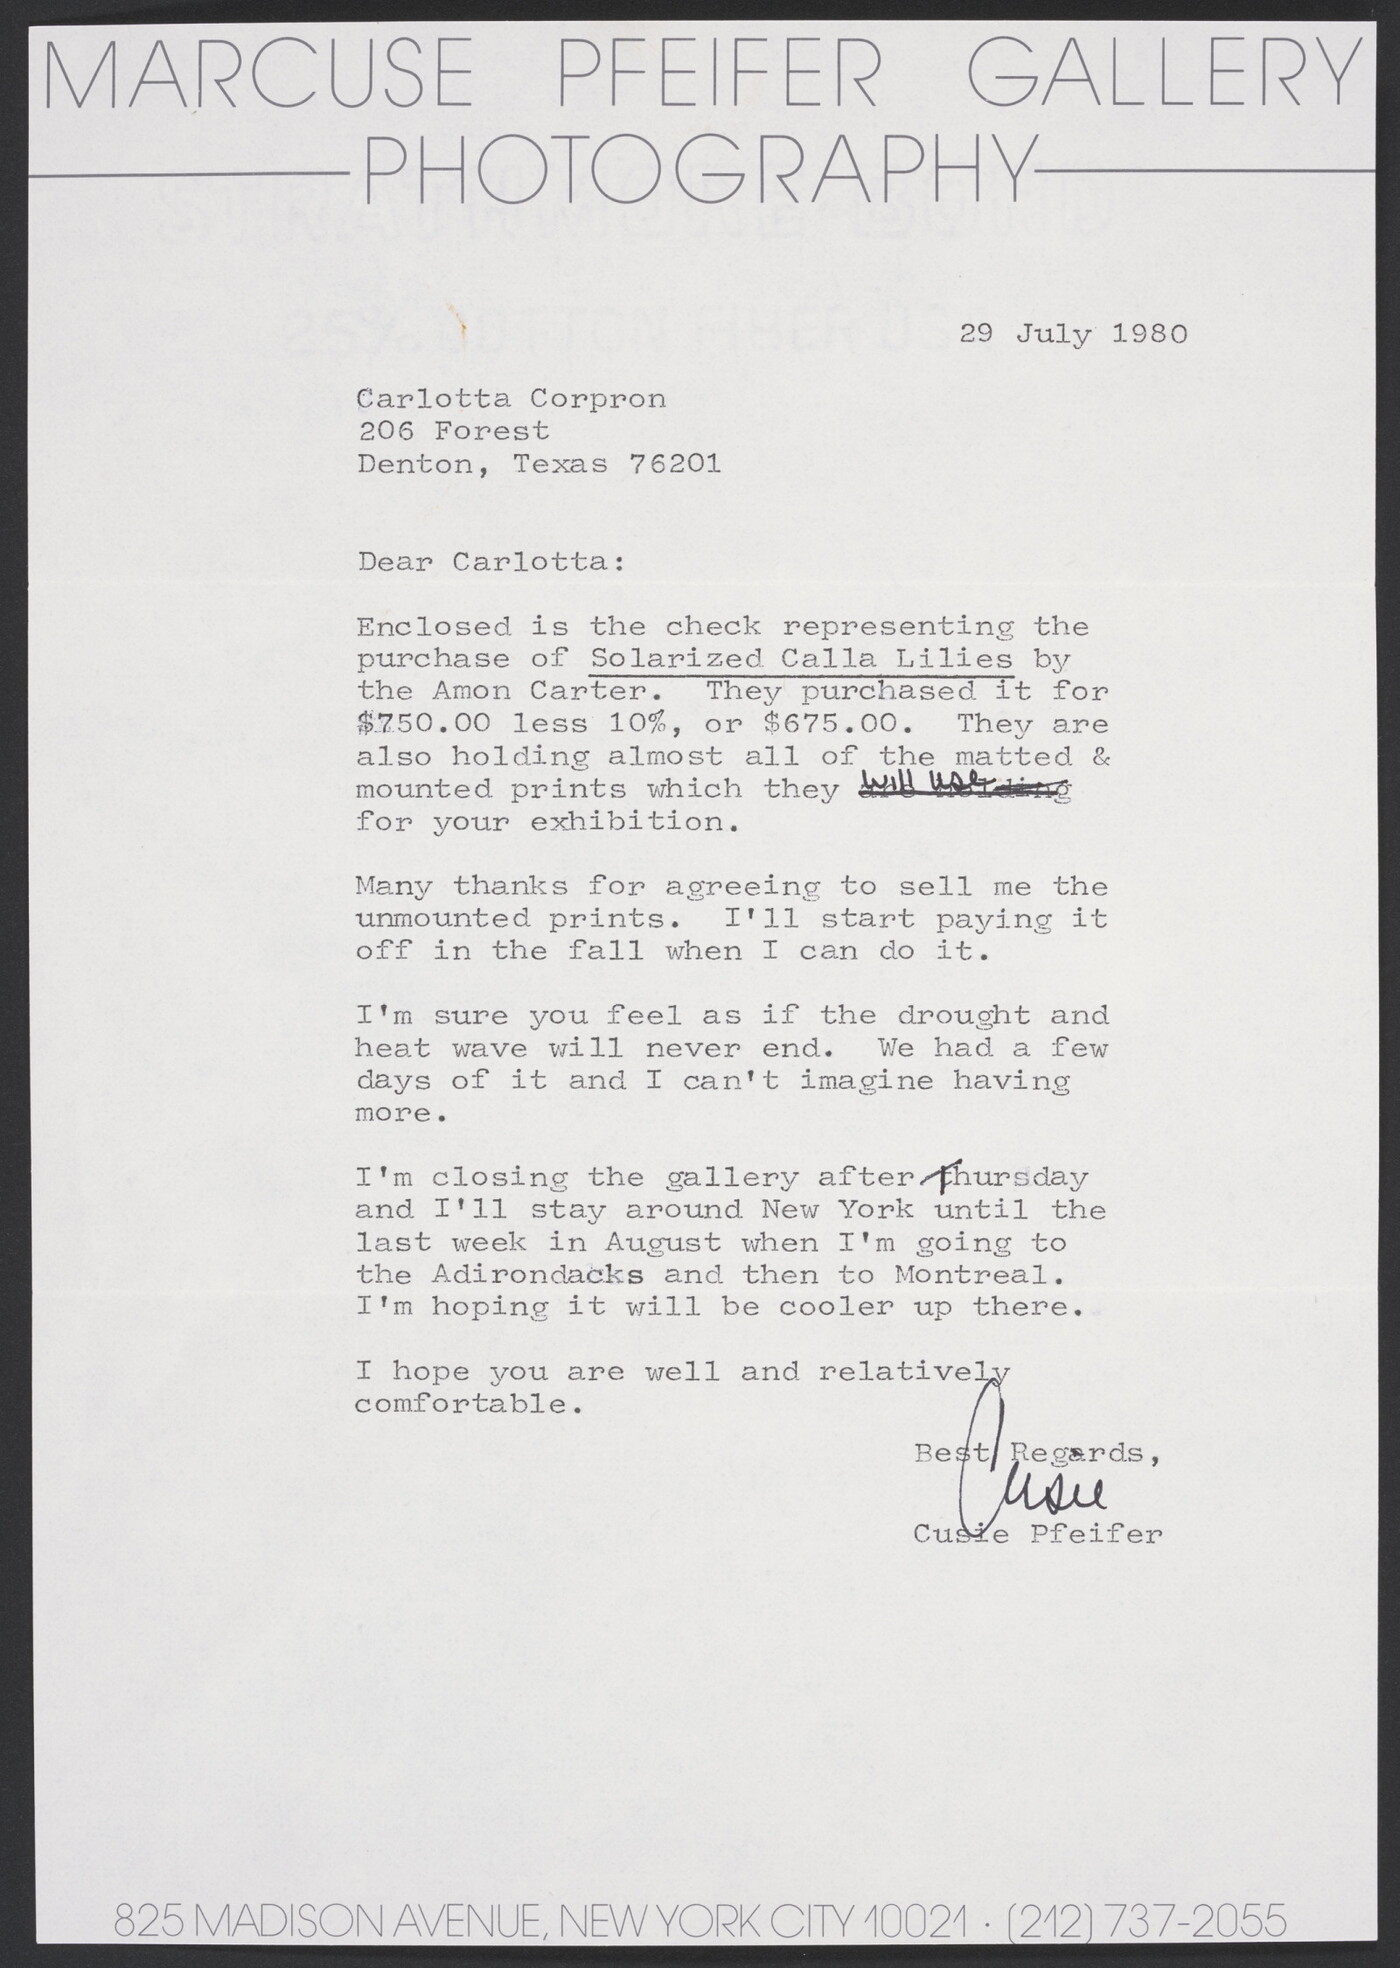 MARCUSE PFEIFER GALLERY
PHOTOGRAPHY
29 July 1980
Carlotta Corpron
206 Forest
Denton, Texas 76201
Dear Carlotta:
Enclosed is the check representing the
purchase of Solarized Calla Lilies by
the Amon Carter. They purchased it for
$750.00 less 10%, or $675.00. They are
also holding almost all of the matted &
mounted prints which they will use
for your exhibition.
Many thanks for agreeing to sell me the
unmounted prints. I'll start paying it
off in the fall when I can do it.
I'm sure you feel as if the drought and
heat wave will never end. We had a few
days of it and I can't imagine having
more.
I'm closing the gallery after Thursday
and I'll stay around New York until the
last week in August when I'm going to
the Adirondacks and then to Montreal.
I'm hoping it will be cooler up there.
I hope you are well and relatively
comfortable.
Best Regards,
Cusie
Cusie Pfeifer
825 MADISON AVENUE, NEW YORK CITY 10021 · (212) 737-2055